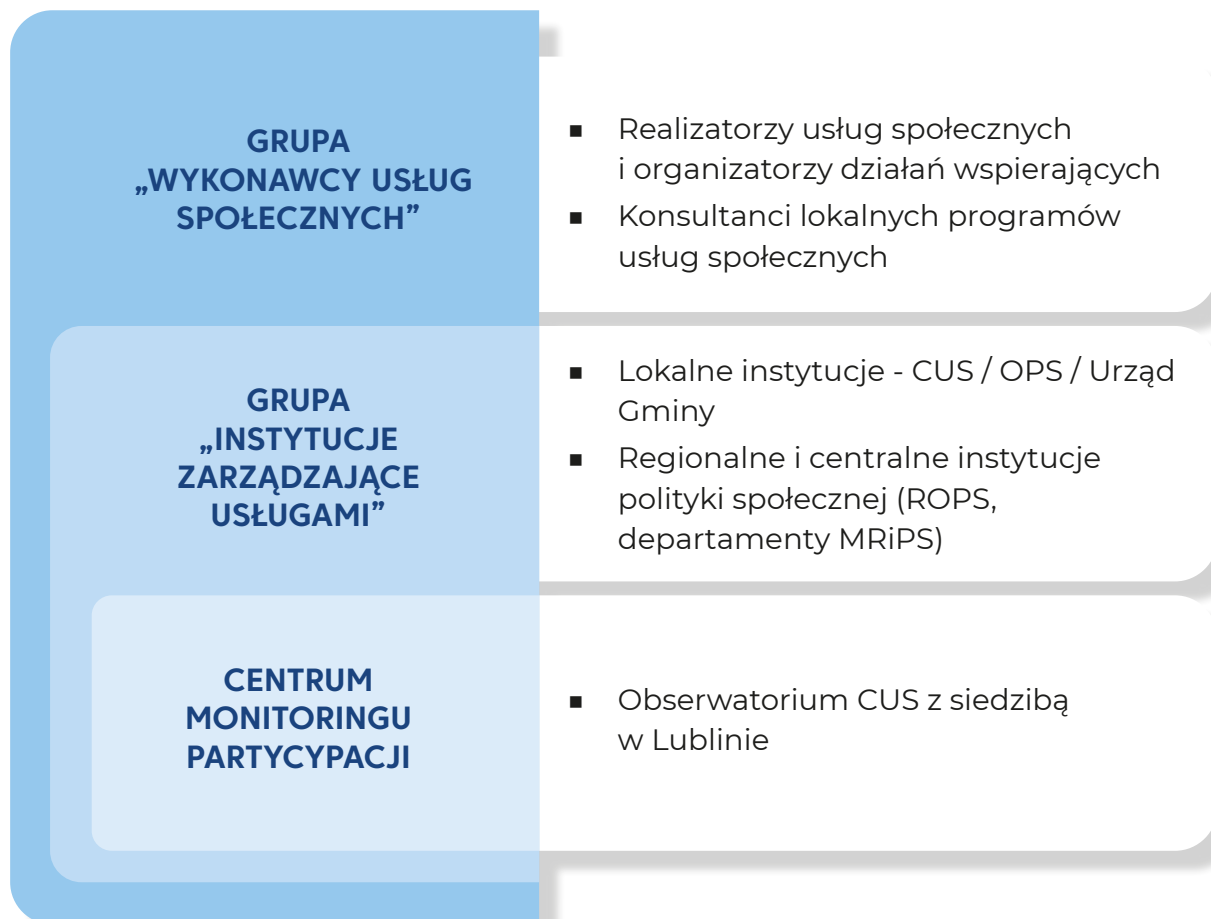 GRUPA
„WYKONAWCY USŁUG
SPOŁECZNYCH”
▪ Realizatorzy usług społecznych
i organizatorzy działań wspierających
▪ Konsultanci lokalnych programów
usług społecznych
GRUPA
„INSTYTUCJE
ZARZĄDZAJĄCE
USŁUGAMI”
▪ Lokalne instytucje - CUS / OPS / Urząd
Gminy
▪ Regionalne i centralne instytucje
polityki społecznej (ROPS,
departamenty MRiPS)
CENTRUM
MONITORINGU
PARTYCYPACJI
▪ Obserwatorium CUS z siedzibą
w Lublinie